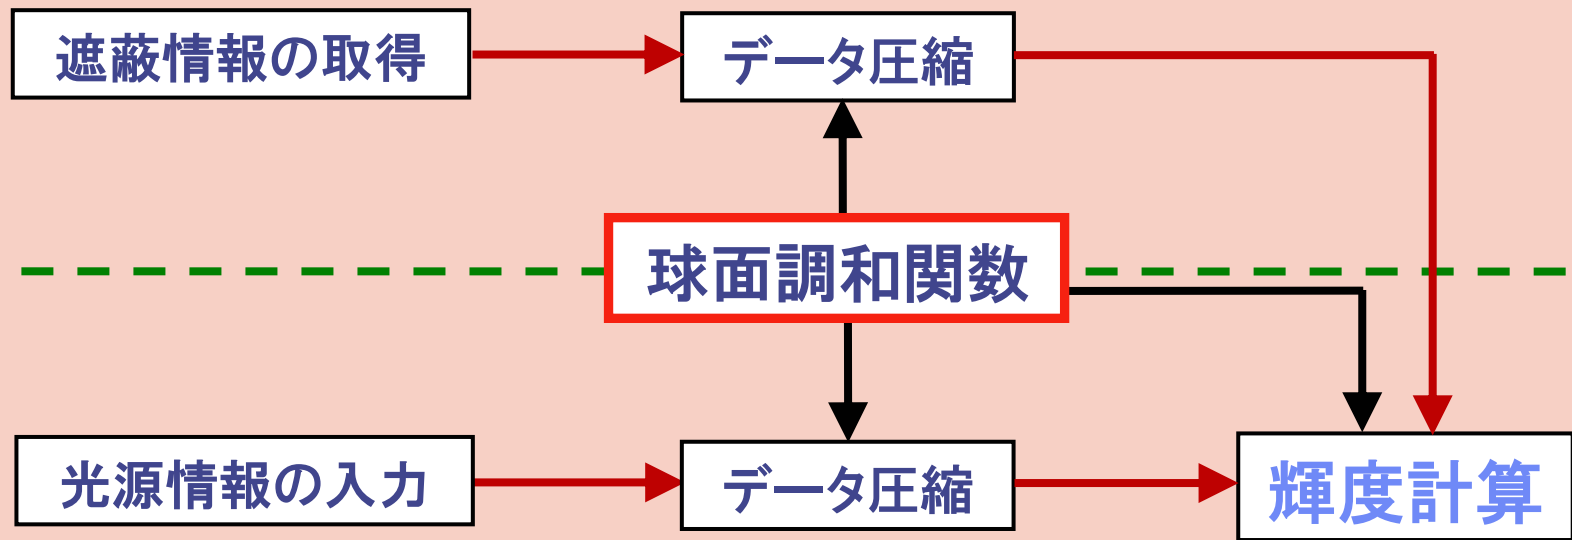 遮蔽情報の取得
データ圧縮
球面調和関数
光源情報の入力
データ圧縮
輝度計算